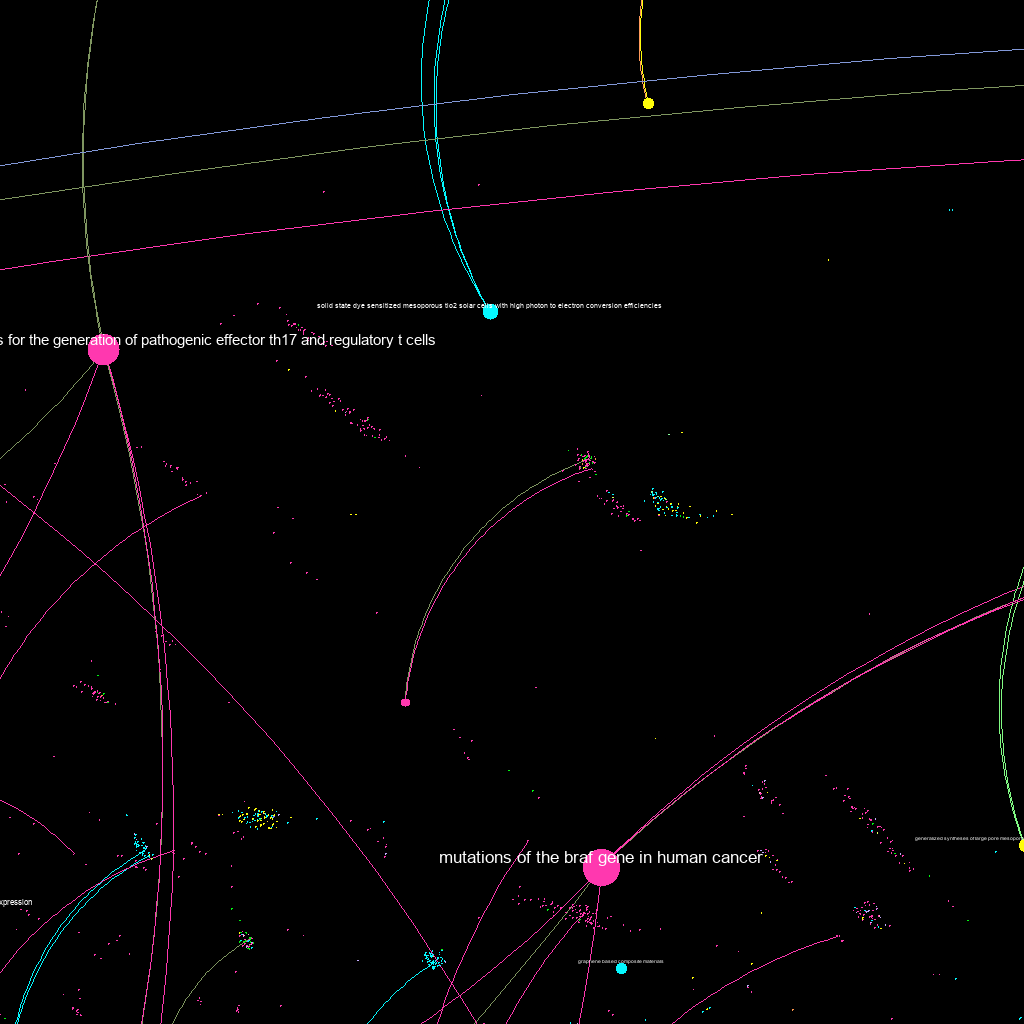 solid state dye sensitized mesoporous tio2 solar cells with high photon to electron conversion efficiencies
s for the generation of pathogenic effector th17 and regulatory t cells
generalized syntheses of large pore mesopor
mutations of the braf gene in human cancer
xpression
graphene based composite materials